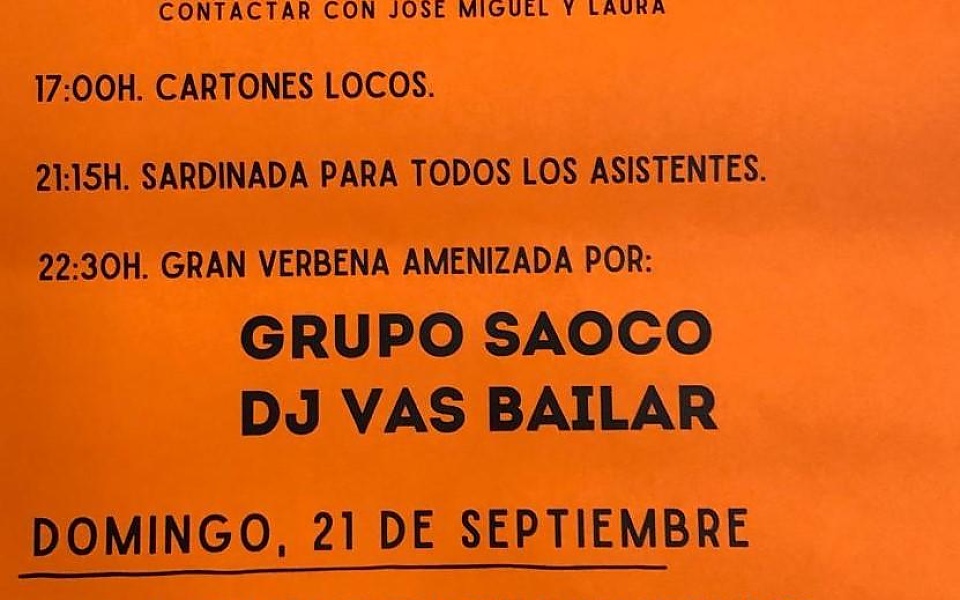 CONTACTAR CON JOSE MIGUEL Y LAURA
17:00H. CARTONES LOCOS.
21:15H. SARDINADA PARA TODOS LOS ASISTENTES.
22:30H. GRAN VERBENA AMENIZADA POR:
GRUPO SAOCO
DJ VAS BAILAR
DOMINGO, 21 DE SEPTIEMBRE